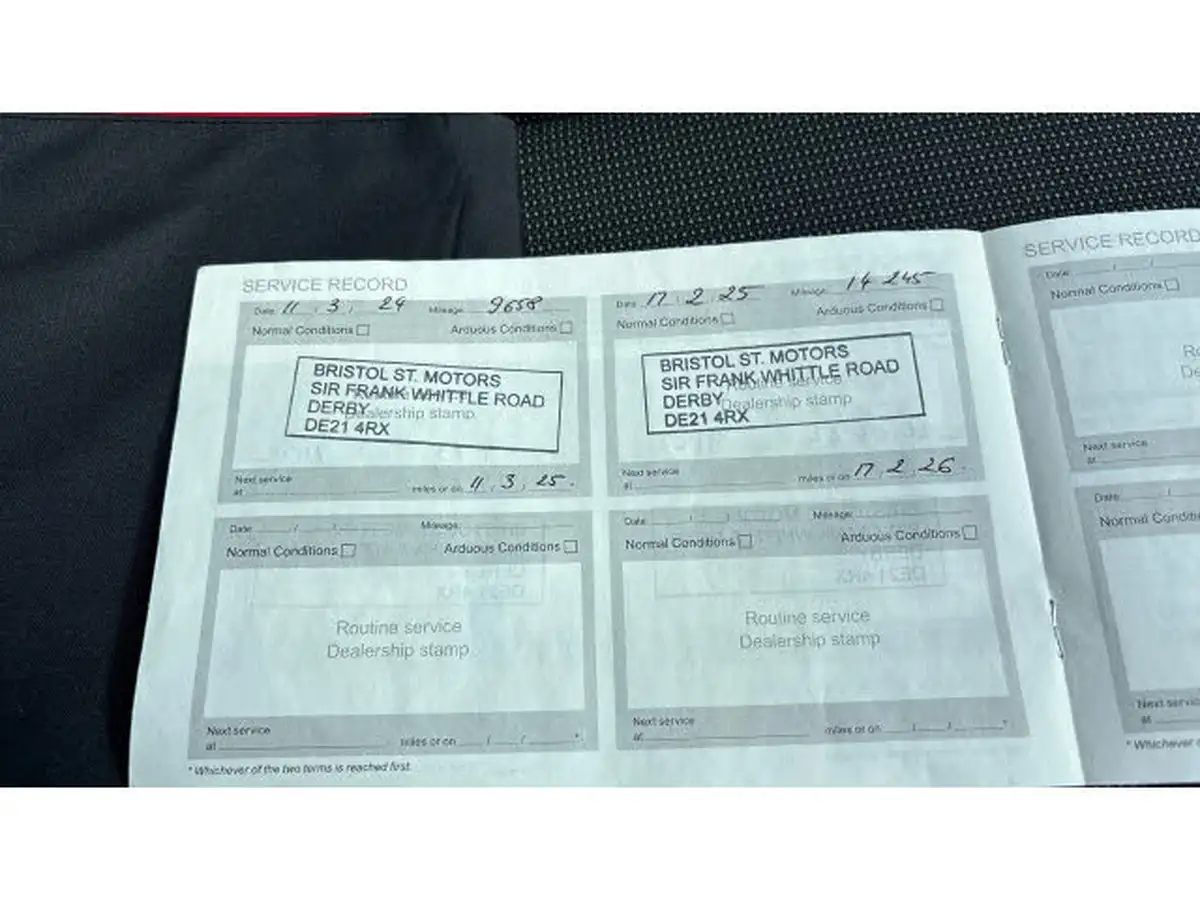 SERVICE RECORD
Date 11 / 3 / 24 Mileage: 9658
Normal Conditions Arduous Conditions
BRISTOL ST. MOTORS
SIR FRANK WHITTLE ROAD
DERBY
DE21 4RX
Routine service
Dealership stamp
Next service
at miles or on 11 / 3 / 25 *
Date 17 / 2 / 25 Mileage: 14 245
Normal Conditions Arduous Conditions
BRISTOL ST. MOTORS
SIR FRANK WHITTLE ROAD
DERBY
DE21 4RX
Routine service
Dealership stamp
Next service
at miles or on 17 / 2 / 26 *
Date / / Mileage:
Normal Conditions Arduous Conditions
Routine service
Dealership stamp
Next service
at miles or on / / *
Date / / Mileage:
Normal Conditions Arduous Conditions
Routine service
Dealership stamp
Next service
at miles or on / / *
* Whichever of the two terms is reached first.
SERVICE RECORD
Date / /
Normal Conditions
Next service
at
Date /
Normal
Next
at
* Whichever